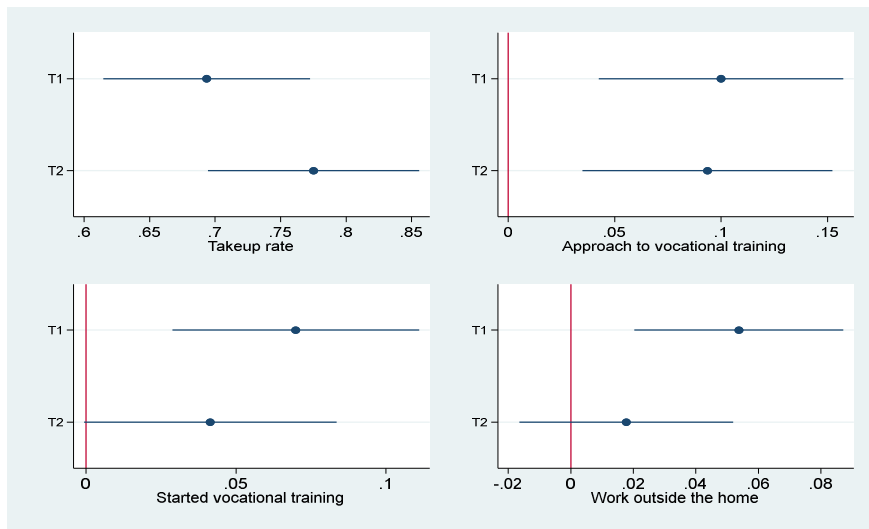 T1
T2
.6 .65 .7 .75 .8 .85
Takeup rate
T1
T2
0 .05 .1 .15
Approach to vocational training
T1
T2
0 .05 .1
Started vocational training
T1
T2
-.02 0 .02 .04 .06 .08
Work outside the home